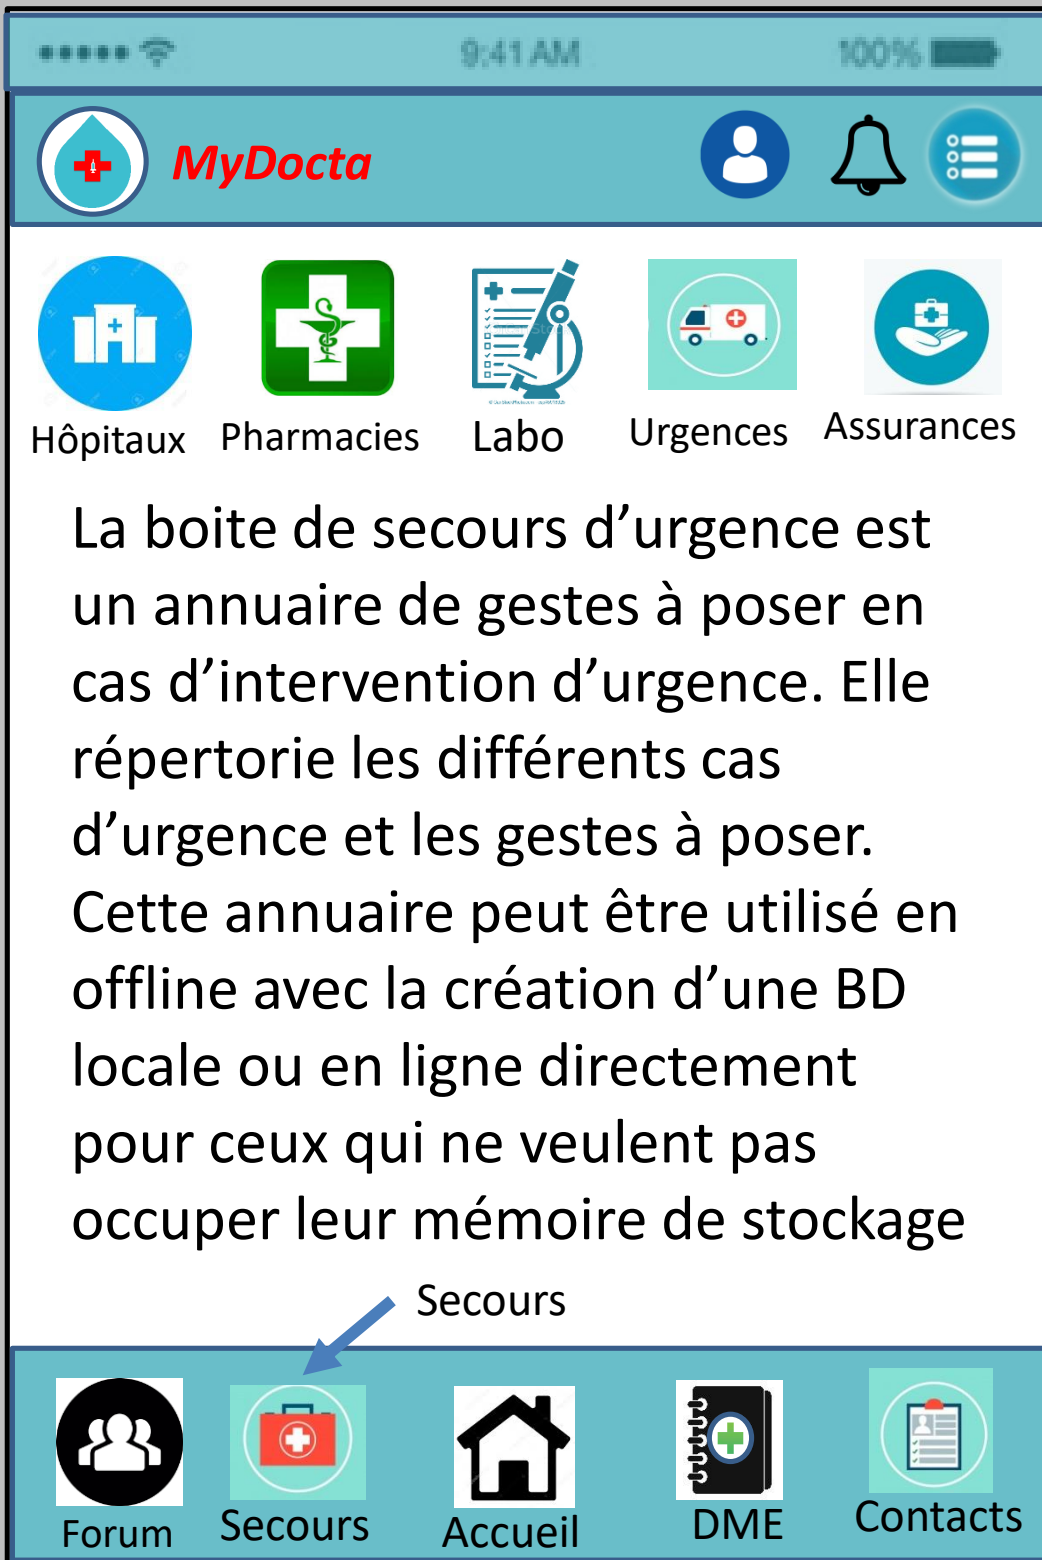 9:41 AM 100%
MyDocta
Hôpitaux Pharmacies Labo Urgences Assurances
La boite de secours d’urgence est
un annuaire de gestes à poser en
cas d’intervention d’urgence. Elle
répertorie les différents cas
d’urgence et les gestes à poser.
Cette annuaire peut être utilisé en
offline avec la création d’une BD
locale ou en ligne directement
pour ceux qui ne veulent pas
occuper leur mémoire de stockage
Secours
Forum Secours Accueil DME Contacts